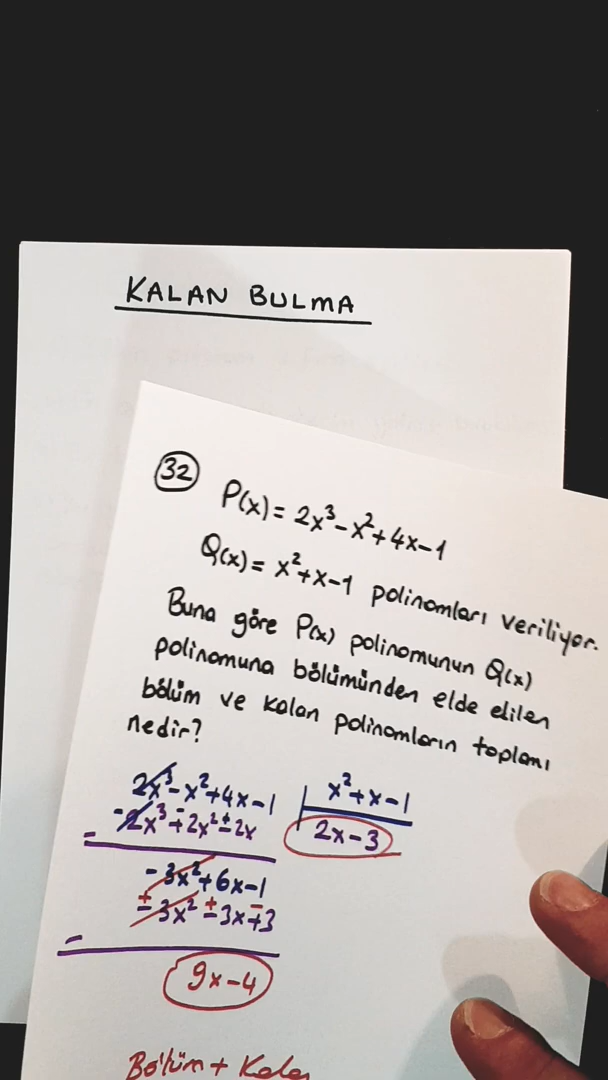 KALAN BULMA
32
P(x) = 2x³-x²+4x-1
Q(x) = x²+x-1 polinomları veriliyor.
Buna göre P(x) polinomunun Q(x)
polinomuna bölümünden elde edilen
bölüm ve kalan polinomların toplamı
nedir?
2x³-x²+4x-1 | x²+x-1
-2x³+2x²±2x | 2x-3
-3x²+6x-1
±3x²±3x∓3
9x-4
Bölüm + Kalan